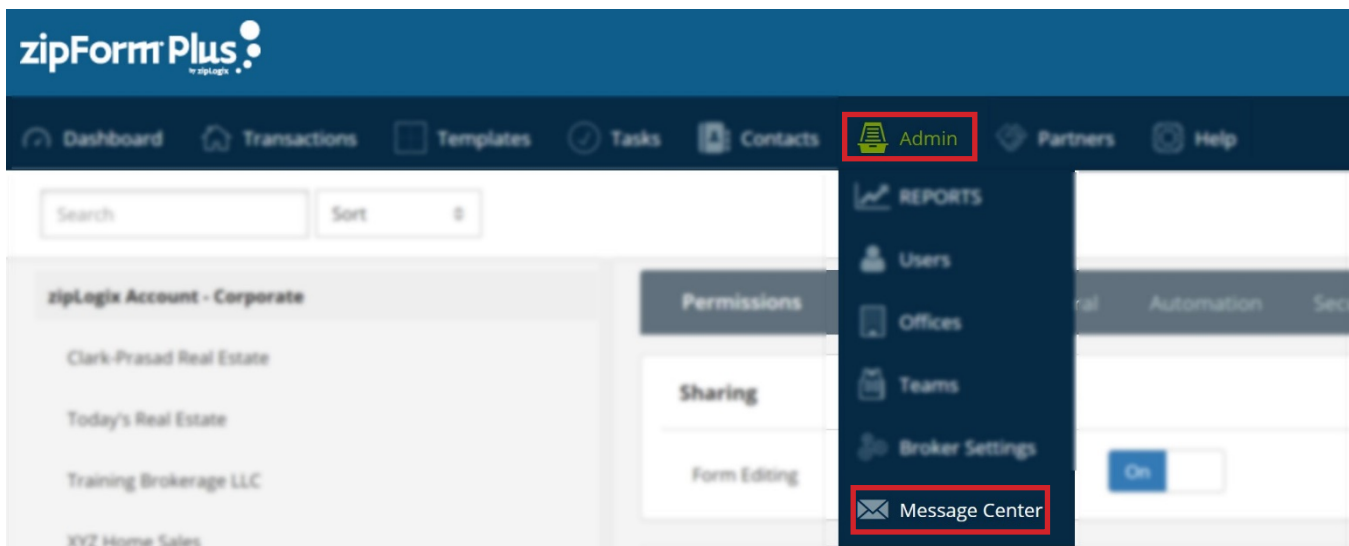 zipForm Plus
by zipLogix
Dashboard Transactions Templates Tasks Contacts Admin Partners Help
Search Sort
REPORTS
Users
zipLogix Account - Corporate
Permissions Automation
Offices
Clark-Prasad Real Estate
Teams
Sharing
Today's Real Estate
Broker Settings
Training Brokerage LLC
Form Editing On
Message Center
XYZ Home Sales